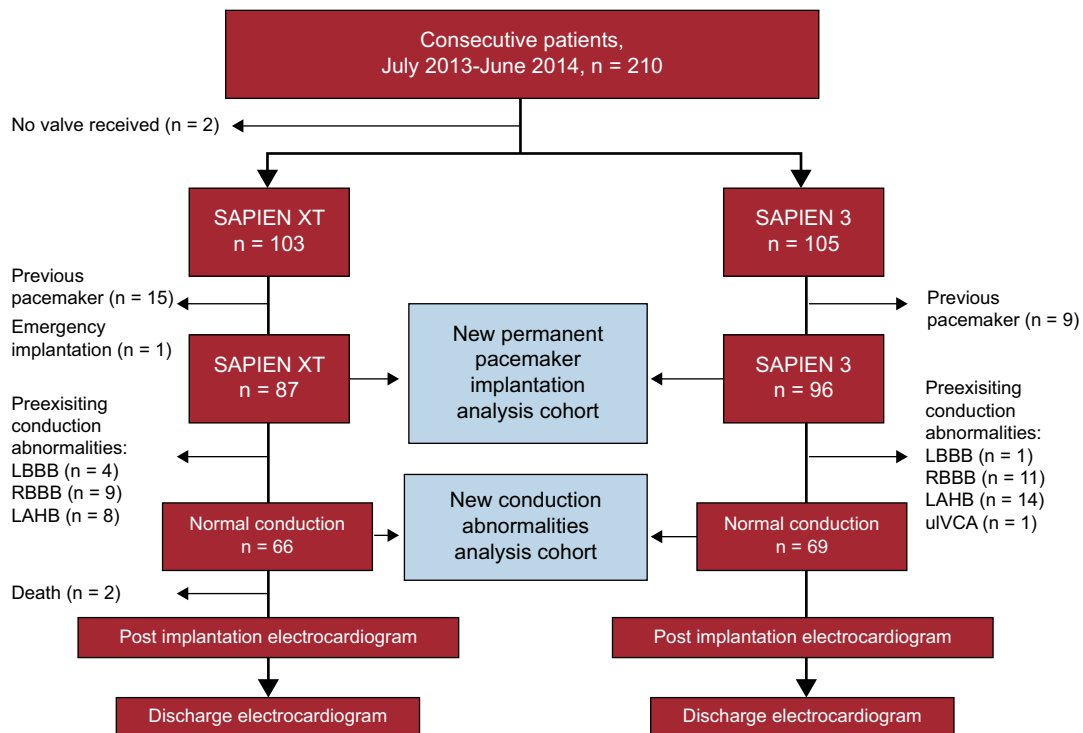 Consecutive patients,
July 2013-June 2014, n = 210
No valve received (n = 2)
SAPIEN XT
n = 103
SAPIEN 3
n = 105
Previous
pacemaker (n = 15)
Emergency
implantation (n = 1)
Previous
pacemaker (n = 9)
New permanent
pacemaker
implantation
analysis cohort
SAPIEN XT
n = 87
SAPIEN 3
n = 96
Preexisiting
conduction
abnormalities:
LBBB (n = 4)
RBBB (n = 9)
LAHB (n = 8)
Preexisiting
conduction
abnormalities:
LBBB (n = 1)
RBBB (n = 11)
LAHB (n = 14)
uIVCA (n = 1)
Normal conduction
n = 66
New conduction
abnormalities
analysis cohort
Normal conduction
n = 69
Death (n = 2)
Post implantation electrocardiogram
Post implantation electrocardiogram
Discharge electrocardiogram
Discharge electrocardiogram